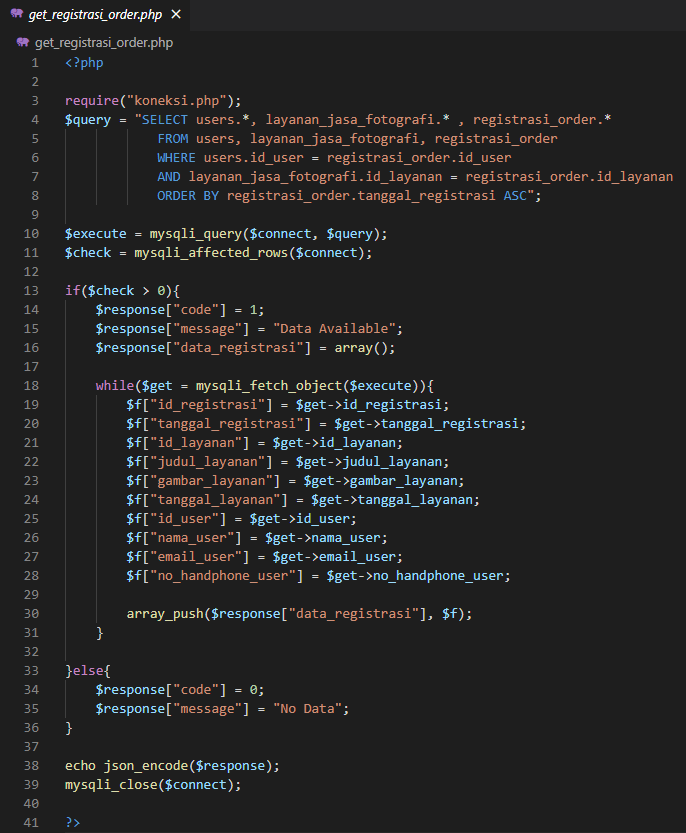 get_registrasi_order.php ×
get_registrasi_order.php
1 <?php
2
3 require("koneksi.php");
4 $query = "SELECT users.*, layanan_jasa_fotografi.* , registrasi_order.*
5             FROM users, layanan_jasa_fotografi, registrasi_order
6             WHERE users.id_user = registrasi_order.id_user
7             AND layanan_jasa_fotografi.id_layanan = registrasi_order.id_layanan
8             ORDER BY registrasi_order.tanggal_registrasi ASC";
9
10 $execute = mysqli_query($connect, $query);
11 $check = mysqli_affected_rows($connect);
12
13 if($check > 0){
14     $response["code"] = 1;
15     $response["message"] = "Data Available";
16     $response["data_registrasi"] = array();
17
18     while($get = mysqli_fetch_object($execute)){
19         $f["id_registrasi"] = $get->id_registrasi;
20         $f["tanggal_registrasi"] = $get->tanggal_registrasi;
21         $f["id_layanan"] = $get->id_layanan;
22         $f["judul_layanan"] = $get->judul_layanan;
23         $f["gambar_layanan"] = $get->gambar_layanan;
24         $f["tanggal_layanan"] = $get->tanggal_layanan;
25         $f["id_user"] = $get->id_user;
26         $f["nama_user"] = $get->nama_user;
27         $f["email_user"] = $get->email_user;
28         $f["no_handphone_user"] = $get->no_handphone_user;
29
30         array_push($response["data_registrasi"], $f);
31     }
32
33 }else{
34     $response["code"] = 0;
35     $response["message"] = "No Data";
36 }
37
38 echo json_encode($response);
39 mysqli_close($connect);
40
41 ?>